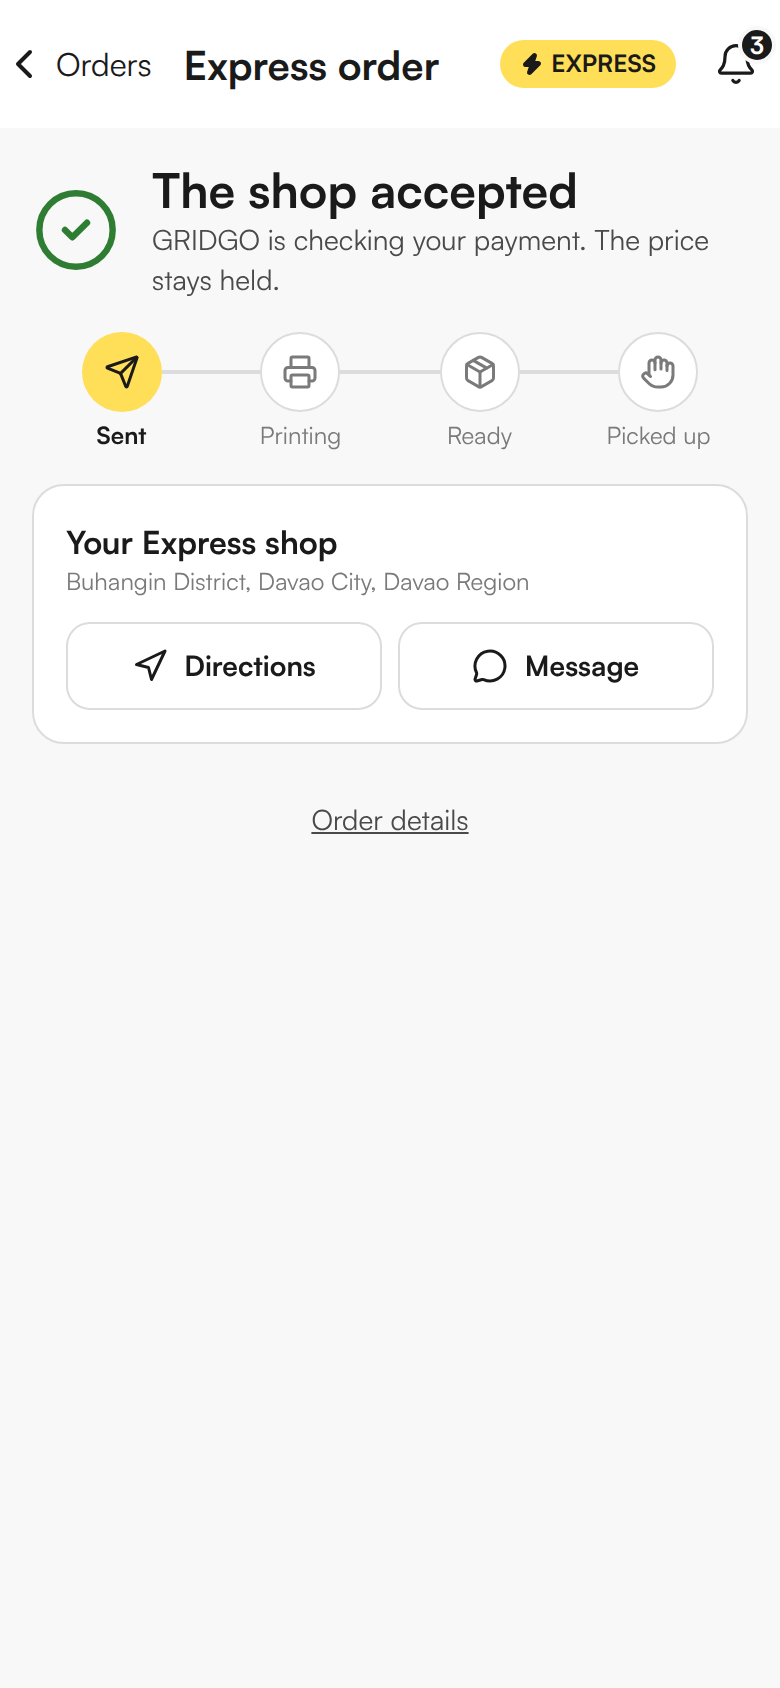 Orders
Express order
EXPRESS
3
The shop accepted
GRIDGO is checking your payment. The price
stays held.
Sent
Printing
Ready
Picked up
Your Express shop
Buhangin District, Davao City, Davao Region
Directions
Message
Order details